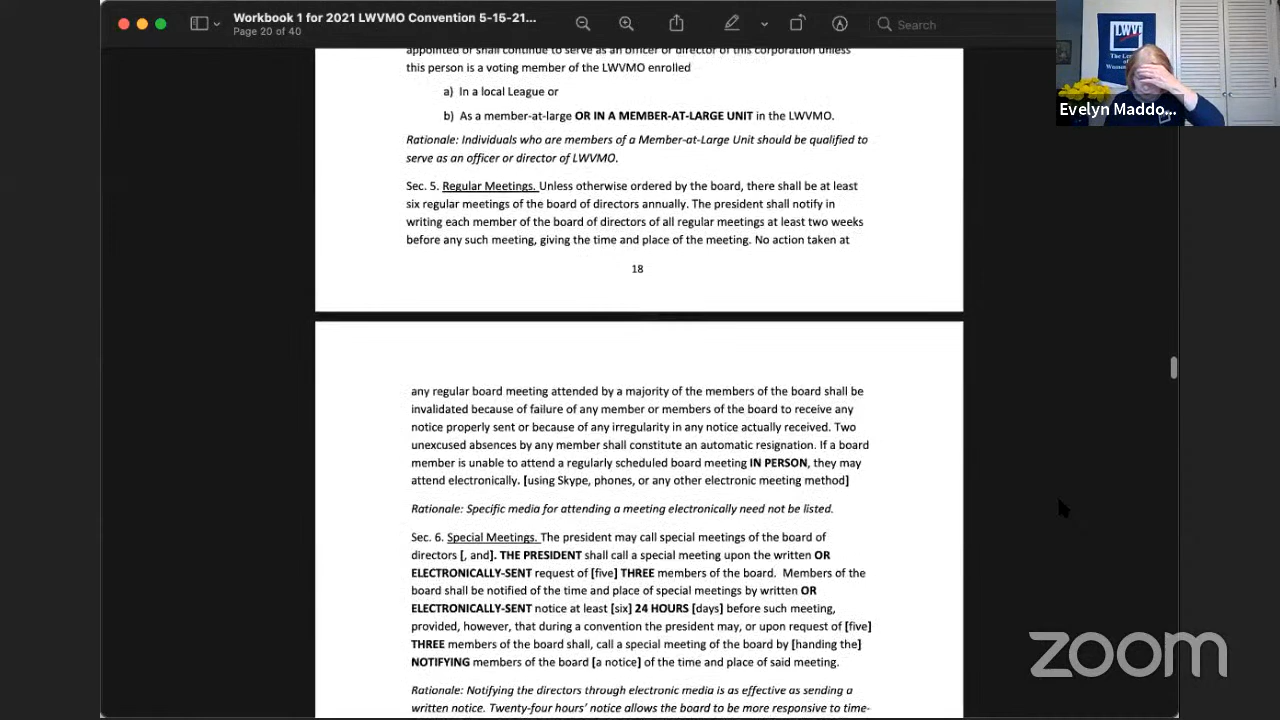 Workbook 1 for 2021 LWVMO Convention 5-15-21...
Page 20 of 40
Search
LWV
The
of
Evelyn Maddo...
appointed or shall continue to serve as an officer or director of this corporation unless
this person is a voting member of the LWVMO enrolled
a) In a local League or
b) As a member-at-large OR IN A MEMBER-AT-LARGE UNIT in the LWVMO.
Rationale: Individuals who are members of a Member-at-Large Unit should be qualified to
serve as an officer or director of LWVMO.
Sec. 5. Regular Meetings. Unless otherwise ordered by the board, there shall be at least
six regular meetings of the board of directors annually. The president shall notify in
writing each member of the board of directors of all regular meetings at least two weeks
before any such meeting, giving the time and place of the meeting. No action taken at
18
any regular board meeting attended by a majority of the members of the board shall be
invalidated because of failure of any member or members of the board to receive any
notice properly sent or because of any irregularity in any notice actually received. Two
unexcused absences by any member shall constitute an automatic resignation. If a board
member is unable to attend a regularly scheduled board meeting IN PERSON, they may
attend electronically. [using Skype, phones, or any other electronic meeting method]
Rationale: Specific media for attending a meeting electronically need not be listed.
Sec. 6. Special Meetings. The president may call special meetings of the board of
directors [, and]. THE PRESIDENT shall call a special meeting upon the written OR
ELECTRONICALLY-SENT request of [five] THREE members of the board. Members of the
board shall be notified of the time and place of special meetings by written OR
ELECTRONICALLY-SENT notice at least [six] 24 HOURS [days] before such meeting,
provided, however, that during a convention the president may, or upon request of [five]
THREE members of the board shall, call a special meeting of the board by [handing the]
NOTIFYING members of the board [a notice] of the time and place of said meeting.
Rationale: Notifying the directors through electronic media is as effective as sending a
written notice. Twenty-four hours' notice allows the board to be more responsive to time-
zoom